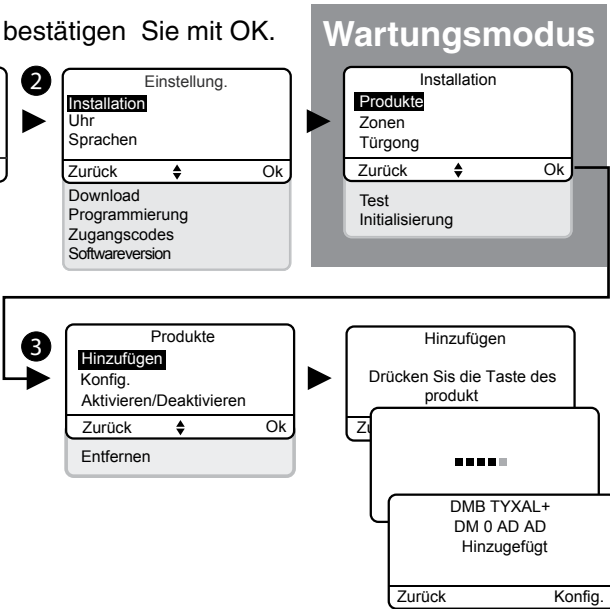 bestätigen Sie mit OK.
Wartungsmodus
2
Einstellung.
Installation
Uhr
Sprachen
Zurück Ok
Download
Programmierung
Zugangscodes
Softwareversion
Installation
Produkte
Zonen
Türgong
Zurück Ok
Test
Initialisierung
3
Produkte
Hinzufügen
Konfig.
Aktivieren/Deaktivieren
Zurück Ok
Entfernen
Hinzufügen
Drücken Sis die Taste des
produkt
Zu
DMB TYXAL+
DM 0 AD AD
Hinzugefügt
Zurück Konfig.